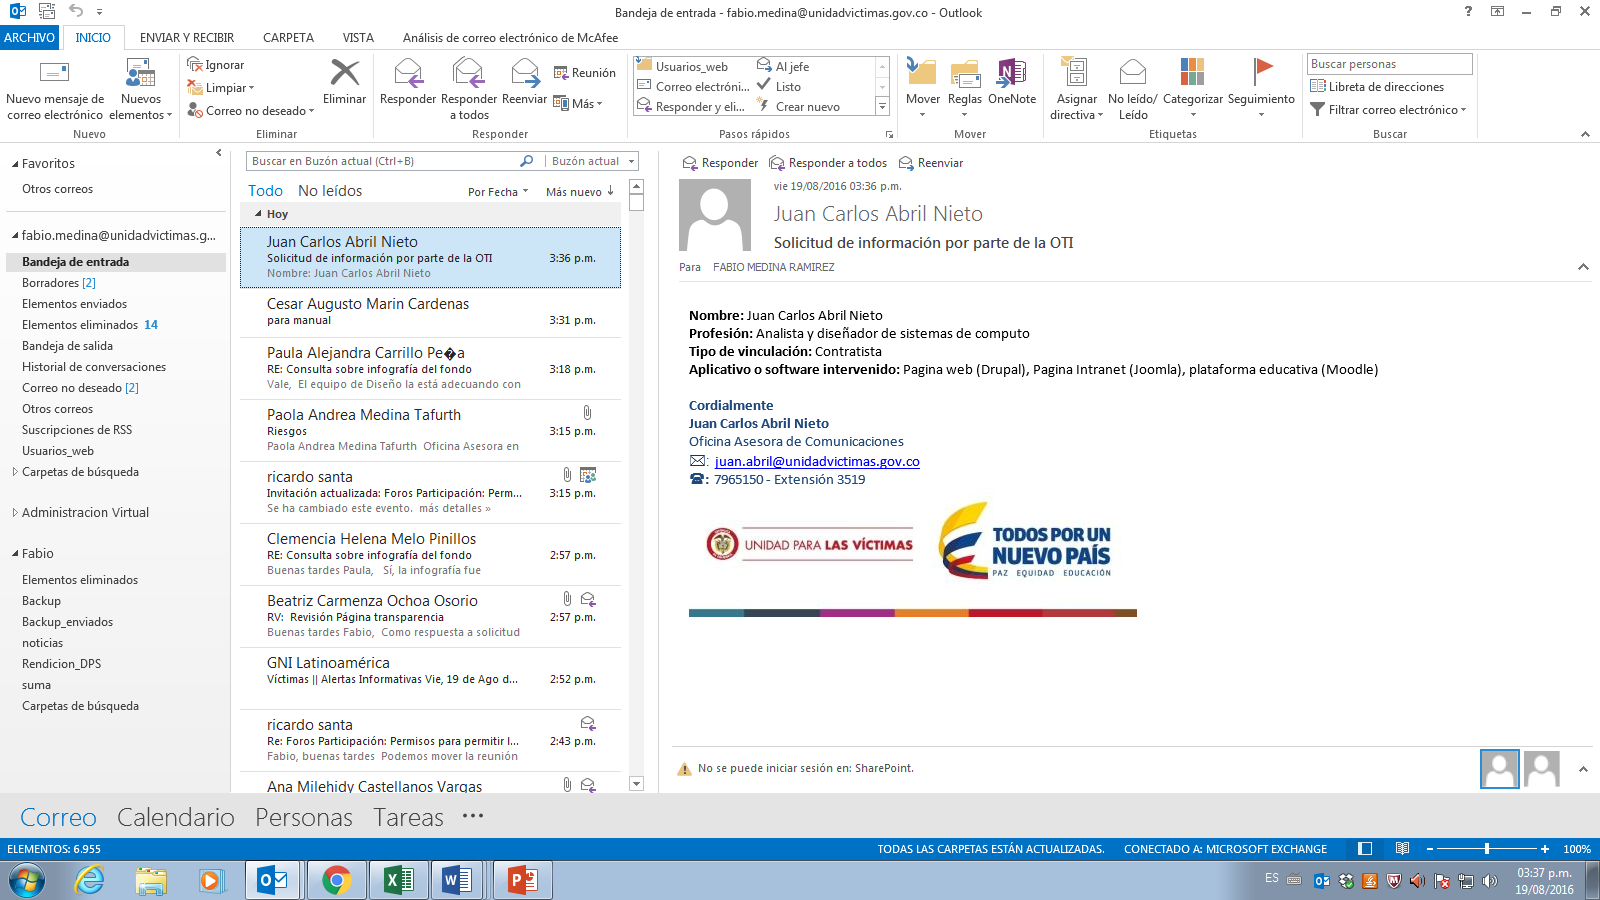 Bandeja de entrada - fabio.medina@unidadvictimas.gov.co - Outlook
ARCHIVO INICIO ENVIAR Y RECIBIR CARPETA VISTA Análisis de correo electrónico de McAfee
Nuevo mensaje de
correo electrónico
Nuevos
elementos
Nuevo
Ignorar
Limpiar
Correo no deseado
Eliminar
Eliminar
Responder
Responder
a todos
Reenviar
Reunión
Más
Responder
Usuarios_web
Correo electróni...
Responder y eli...
Al jefe
Listo
Crear nuevo
Pasos rápidos
Mover
Reglas
OneNote
Mover
Asignar
directiva
No leído/
Leído
Categorizar
Seguimiento
Etiquetas
Buscar personas
Libreta de direcciones
Filtrar correo electrónico
Buscar
Favoritos
Otros correos
fabio.medina@unidadvictimas.g...
Bandeja de entrada
Borradores [2]
Elementos enviados
Elementos eliminados 14
Bandeja de salida
Historial de conversaciones
Correo no deseado [2]
Otros correos
Suscripciones de RSS
Usuarios_web
Carpetas de búsqueda
Administracion Virtual
Fabio
Elementos eliminados
Backup
Backup_enviados
noticias
Rendicion_DPS
suma
Carpetas de búsqueda
Buscar en Buzón actual (Ctrl+B) Buzón actual
Todo No leídos Por Fecha Más nuevo
Hoy
Juan Carlos Abril Nieto
Solicitud de información por parte de la OTI 3:36 p.m.
Nombre: Juan Carlos Abril Nieto
Cesar Augusto Marin Cardenas
para manual 3:31 p.m.
Paula Alejandra Carrillo Pe�a
RE: Consulta sobre infografía del fondo 3:18 p.m.
Vale, El equipo de Diseño la está adecuando con
Paola Andrea Medina Tafurth
Riesgos 3:15 p.m.
Paola Andrea Medina Tafurth Oficina Asesora en
ricardo santa
Invitación actualizada: Foros Participación: Perm... 3:15 p.m.
Se ha cambiado este evento. más detalles »
Clemencia Helena Melo Pinillos
RE: Consulta sobre infografía del fondo 2:57 p.m.
Buenas tardes Paula, Sí, la infografía fue
Beatriz Carmenza Ochoa Osorio
RV: Revisión Página transparencia 2:57 p.m.
Buenas tardes Fabio, Como respuesta a solicitud
GNI Latinoamérica
Víctimas || Alertas Informativas Vie, 19 de Ago d... 2:52 p.m.
ricardo santa
Re: Foros Participación: Permisos para permitir l... 2:43 p.m.
Fabio, buenas tardes Podemos mover la reunión
Ana Milehidy Castellanos Vargas
Responder Responder a todos Reenviar
vie 19/08/2016 03:36 p.m.
Juan Carlos Abril Nieto
Solicitud de información por parte de la OTI
Para FABIO MEDINA RAMIREZ
Nombre: Juan Carlos Abril Nieto
Profesión: Analista y diseñador de sistemas de computo
Tipo de vinculación: Contratista
Aplicativo o software intervenido: Pagina web (Drupal), Pagina Intranet (Joomla), plataforma educativa (Moodle)
Cordialmente
Juan Carlos Abril Nieto
Oficina Asesora de Comunicaciones
: juan.abril@unidadvictimas.gov.co
: 7965150 - Extensión 3519
UNIDAD PARA LAS VÍCTIMAS
TODOS POR UN
NUEVO PAÍS
PAZ EQUIDAD EDUCACIÓN
No se puede iniciar sesión en: SharePoint.
Correo Calendario Personas Tareas ...
ELEMENTOS: 6.955 TODAS LAS CARPETAS ESTÁN ACTUALIZADAS. CONECTADO A: MICROSOFT EXCHANGE 100%
ES
03:37 p.m.
19/08/2016